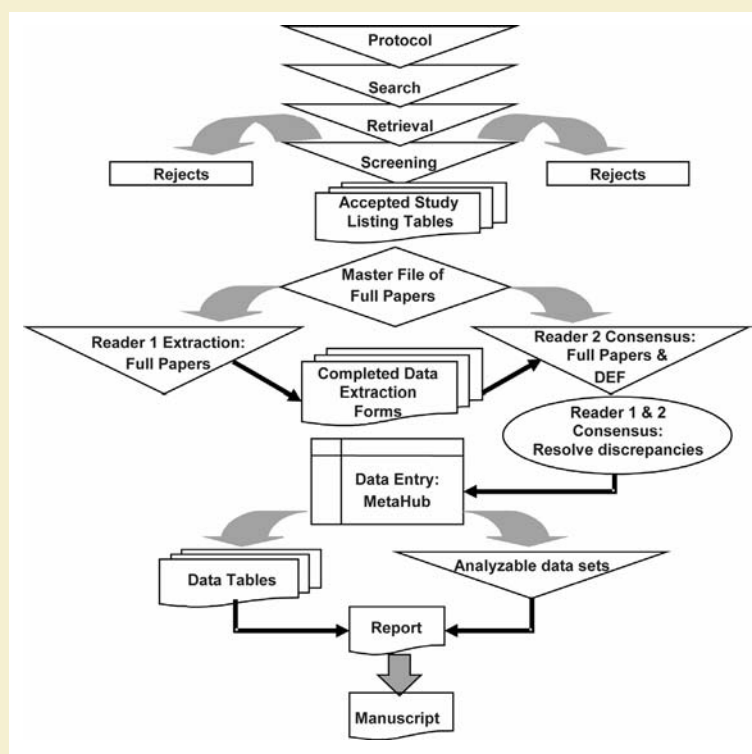 Protocol
Search
Retrieval
Screening
Rejects
Rejects
Accepted Study
Listing Tables
Master File of
Full Papers
Reader 1 Extraction:
Full Papers
Completed Data
Extraction
Forms
Reader 2 Consensus:
Full Papers &
DEF
Reader 1 & 2
Consensus:
Resolve discrepancies
Data Entry:
MetaHub
Data Tables
Analyzable data sets
Report
Manuscript